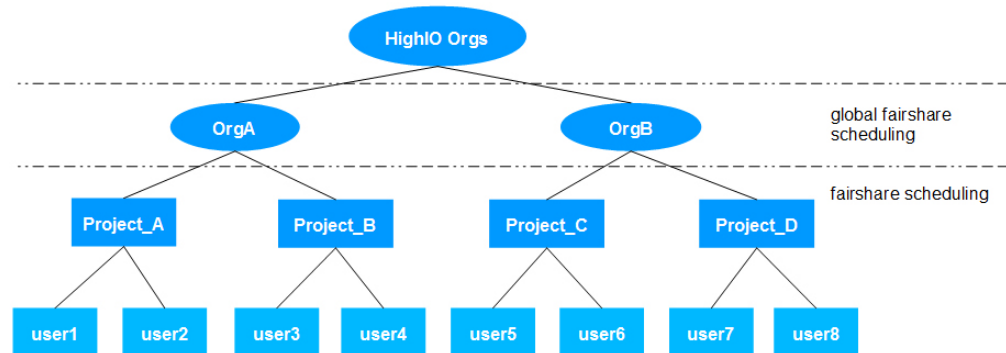 HighIO Orgs
OrgA
OrgB
global fairshare
scheduling
fairshare scheduling
Project_A
Project_B
Project_C
Project_D
user1
user2
user3
user4
user5
user6
user7
user8